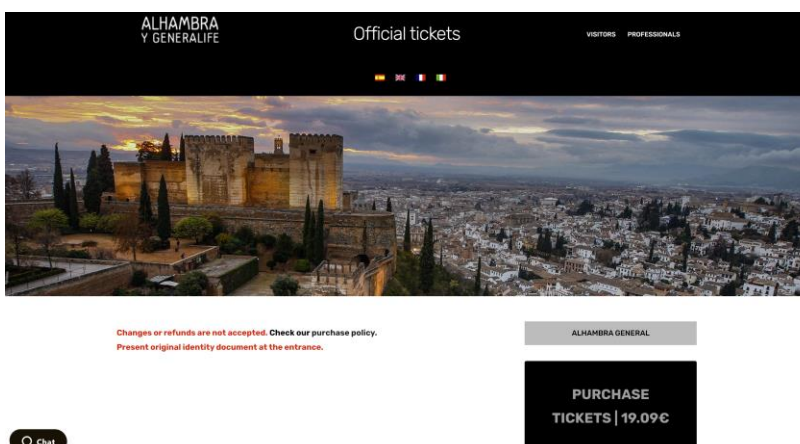 ALHAMBRA
Y GENERALIFE
Official tickets
VISITORS PROFESSIONALS
Changes or refunds are not accepted. Check our purchase policy.
Present original identity document at the entrance.
ALHAMBRA GENERAL
PURCHASE
TICKETS | 19.09€
Chat